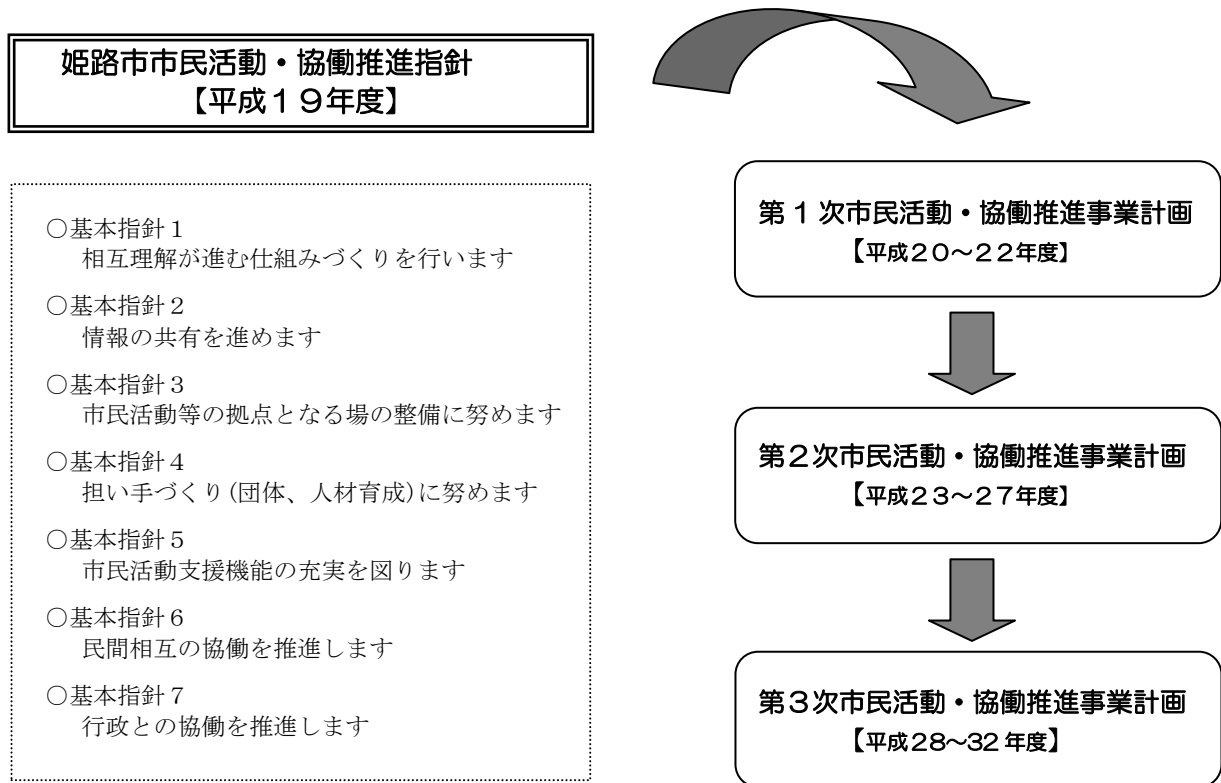 姫路市市民活動・協働推進指針
【平成１９年度】
○基本指針１
相互理解が進む仕組みづくりを行います
○基本指針２
情報の共有を進めます
○基本指針３
市民活動等の拠点となる場の整備に努めます
○基本指針４
担い手づくり(団体、人材育成)に努めます
○基本指針５
市民活動支援機能の充実を図ります
○基本指針６
民間相互の協働を推進します
○基本指針７
行政との協働を推進します
第１次市民活動・協働推進事業計画
【平成２０～２２年度】
第２次市民活動・協働推進事業計画
【平成２３～２７年度】
第３次市民活動・協働推進事業計画
【平成28～32 年度】